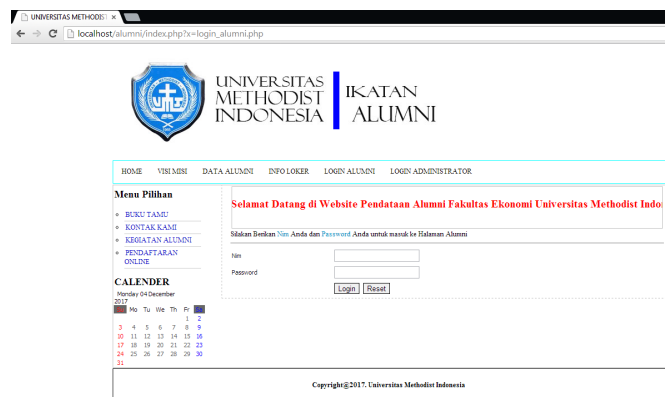 UNIVERSITAS METHODIST ×
localhost/alumni/index.php?x=login_alumni.php
UNIVERSITAS
METHODIST
INDONESIA
IKATAN
ALUMNI
HOME VISI MISI DATA ALUMNI INFO LOKER LOGIN ALUMNI LOGIN ADMINISTRATOR
Menu Pilihan
BUKU TAMU
KONTAK KAMI
KEGIATAN ALUMNI
PENDAFTARAN
ONLINE
CALENDER
Monday 04 December
2017
Mo Tu We Th Fr Sa
1 2
3 4 5 6 7 8 9
10 11 12 13 14 15 16
17 18 19 20 21 22 23
24 25 26 27 28 29 30
31
Selamat Datang di Website Pendataan Alumni Fakultas Ekonomi Universitas Methodist Indo
Silakan Berikan Nim Anda dan Password Anda untuk masuk ke Halaman Alumni
Nim
Password
Login Reset
Copyright@2017. Universitas Methodist Indonesia